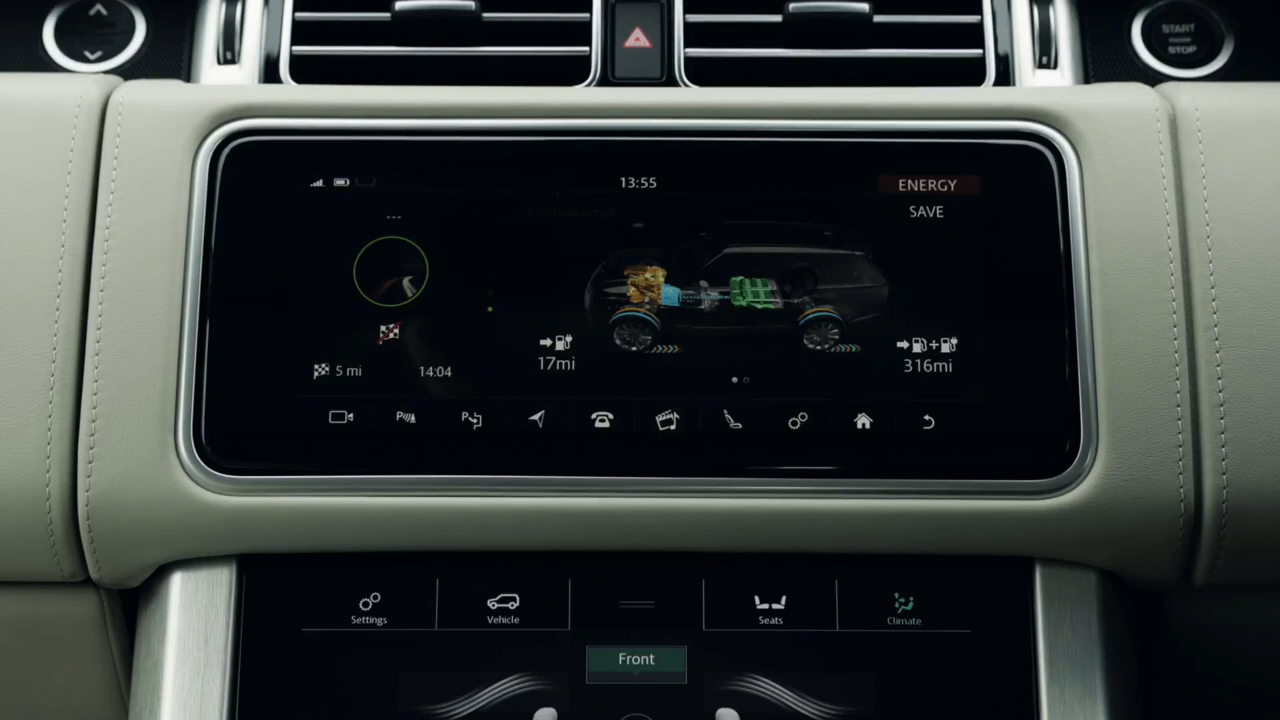 START
STOP
13:55
ENERGY
SAVE
---
17mi
316mi
5 mi
14:04
P
P
Settings
Vehicle
Seats
Climate
Front